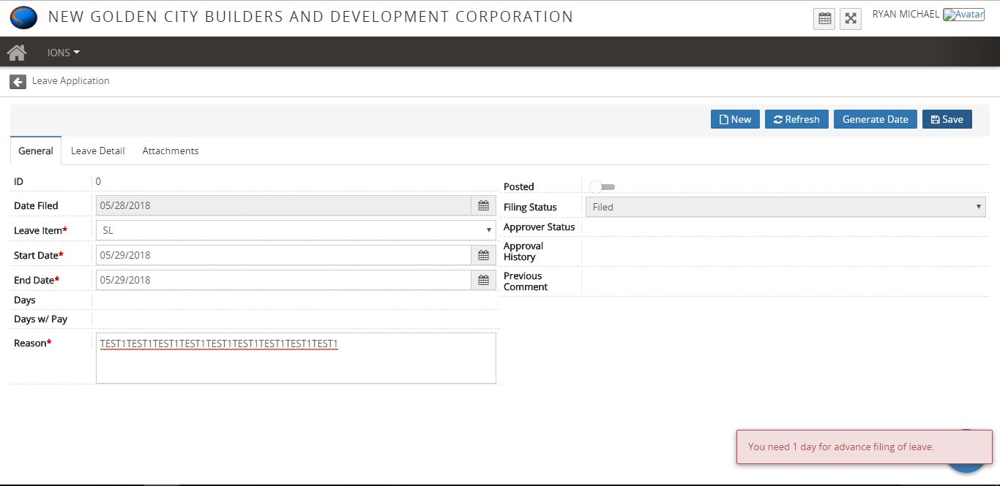 NEW GOLDEN CITY BUILDERS AND DEVELOPMENT CORPORATION
RYAN MICHAEL Avatar
IONS
Leave Application
New Refresh Generate Date Save
General Leave Detail Attachments
ID 0
Date Filed 05/28/2018
Leave Item* SL
Start Date* 05/29/2018
End Date* 05/29/2018
Days
Days w/ Pay
Reason* TEST1TEST1TEST1TEST1TEST1TEST1TEST1TEST1TEST1
Posted
Filing Status Filed
Approver Status
Approval
History
Previous
Comment
You need 1 day for advance filing of leave.